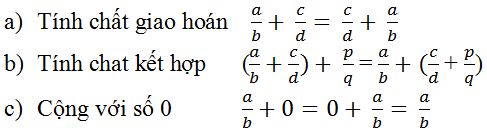 a) Tính chất giao hoán a/b + c/d = c/d + a/b
b) Tính chat kết hợp (a/b + c/d) + p/q = a/b + (c/d + p/q)
c) Cộng với số 0 a/b + 0 = 0 + a/b = a/b